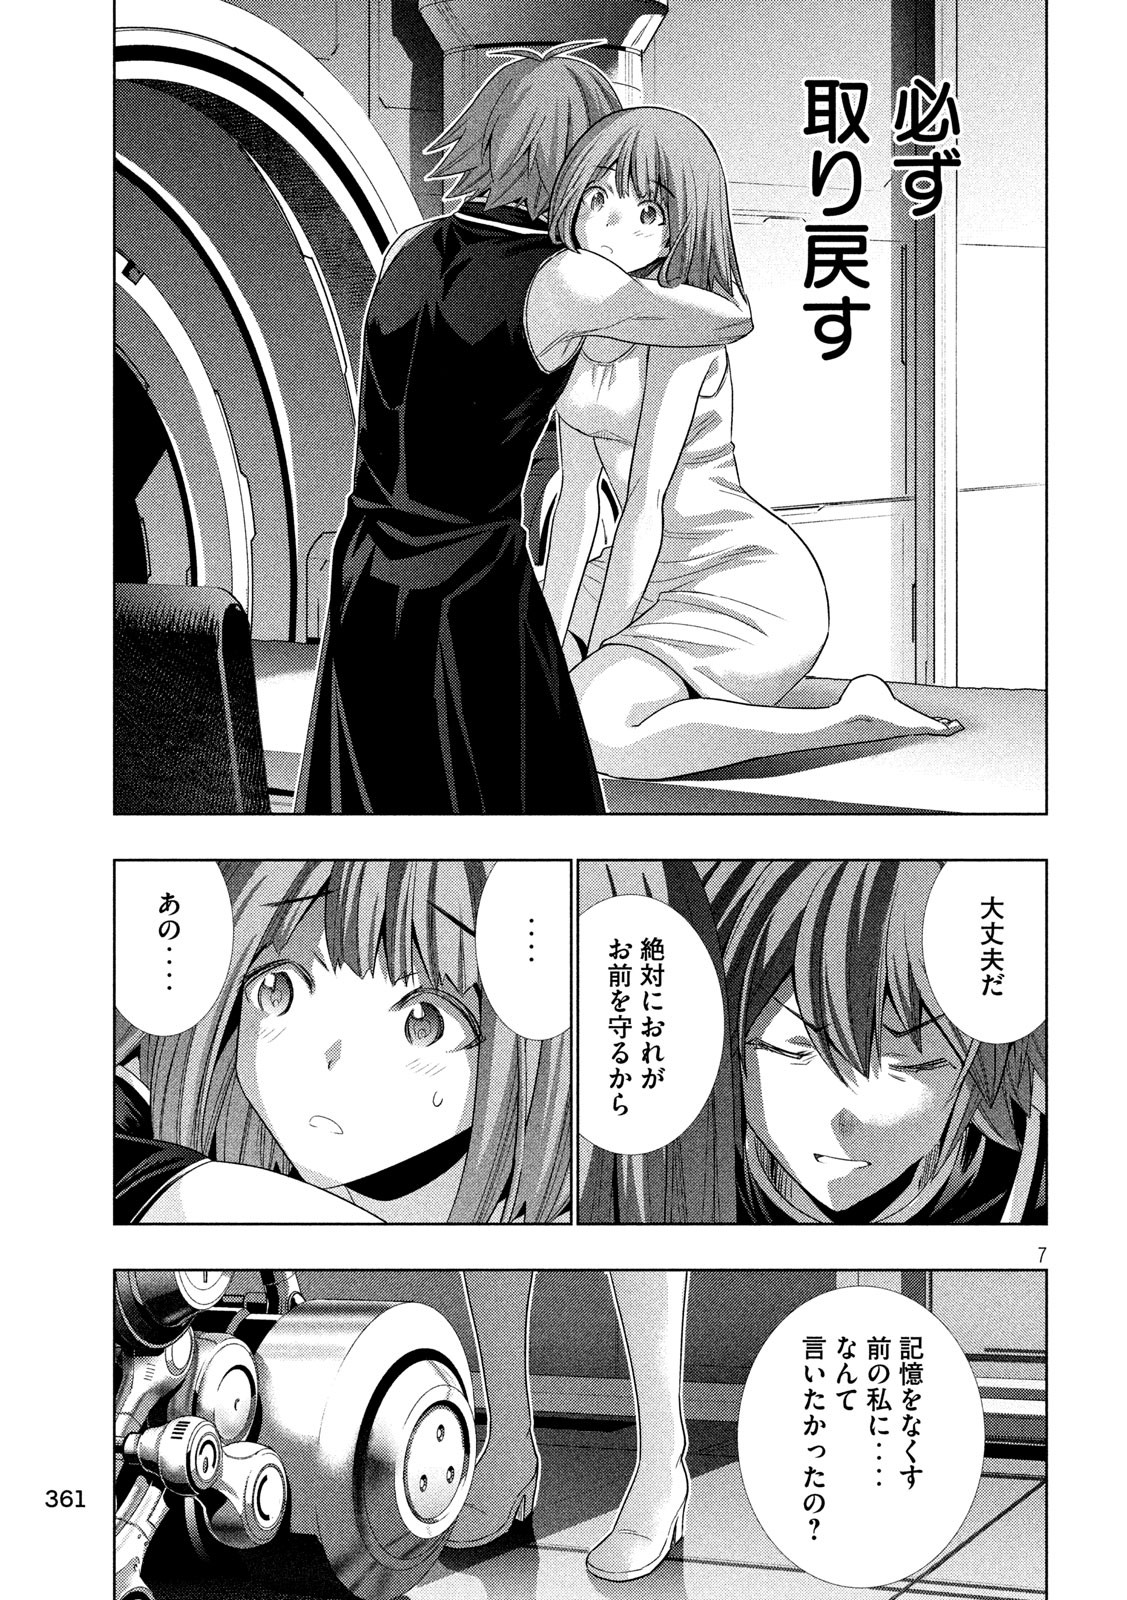 必ず
取り戻す
大丈夫だ
絶対におれが
お前を守るから
‥‥
あの‥‥
7
記憶をなくす
前の私に‥‥
なんて
言いたかったの？
361